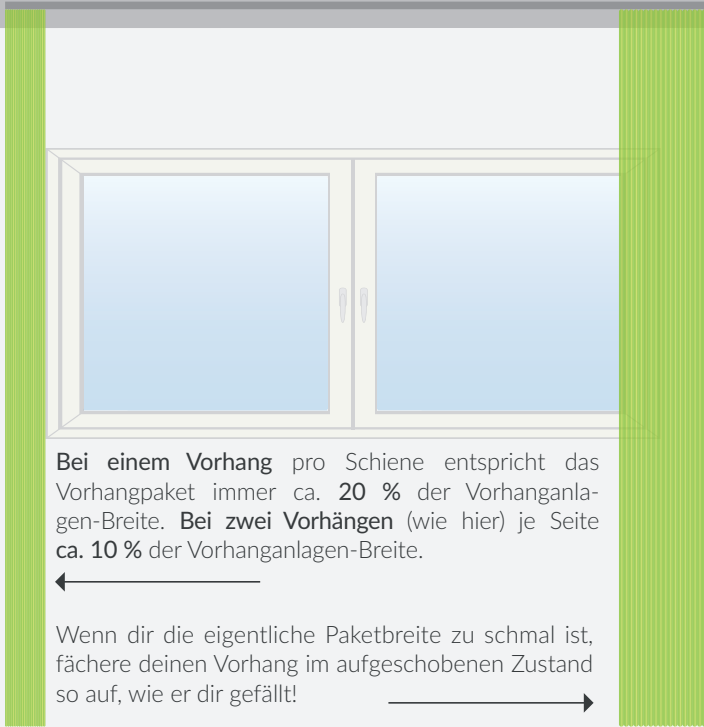 Bei einem Vorhang pro Schiene entspricht das
Vorhangpaket immer ca. 20 % der Vorhanganla-
gen-Breite. Bei zwei Vorhängen (wie hier) je Seite
ca. 10 % der Vorhanganlagen-Breite.
Wenn dir die eigentliche Paketbreite zu schmal ist,
fächere deinen Vorhang im aufgeschobenen Zustand
so auf, wie er dir gefällt!